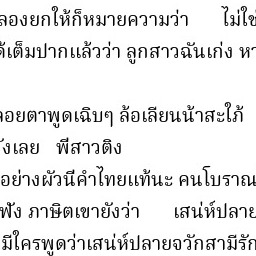 ลองยกให้ก็หมายความว่า ไม่ใช่
ด้เต็มปากแล้วว่า ลูกสาวฉันเก่ง หา
ลอยตาพูดเฉิบๆ ล้อเลียนน้าสะใภ้
ังเลย พี่สาวติง
อย่างผัวนี่คำไทยแท้นะ คนโบราณ
ฟัง ภาษิตเขายังว่า เสน่ห์ปลาย
มีใครพูดว่าเสน่ห์ปลายจวักสามีรัก